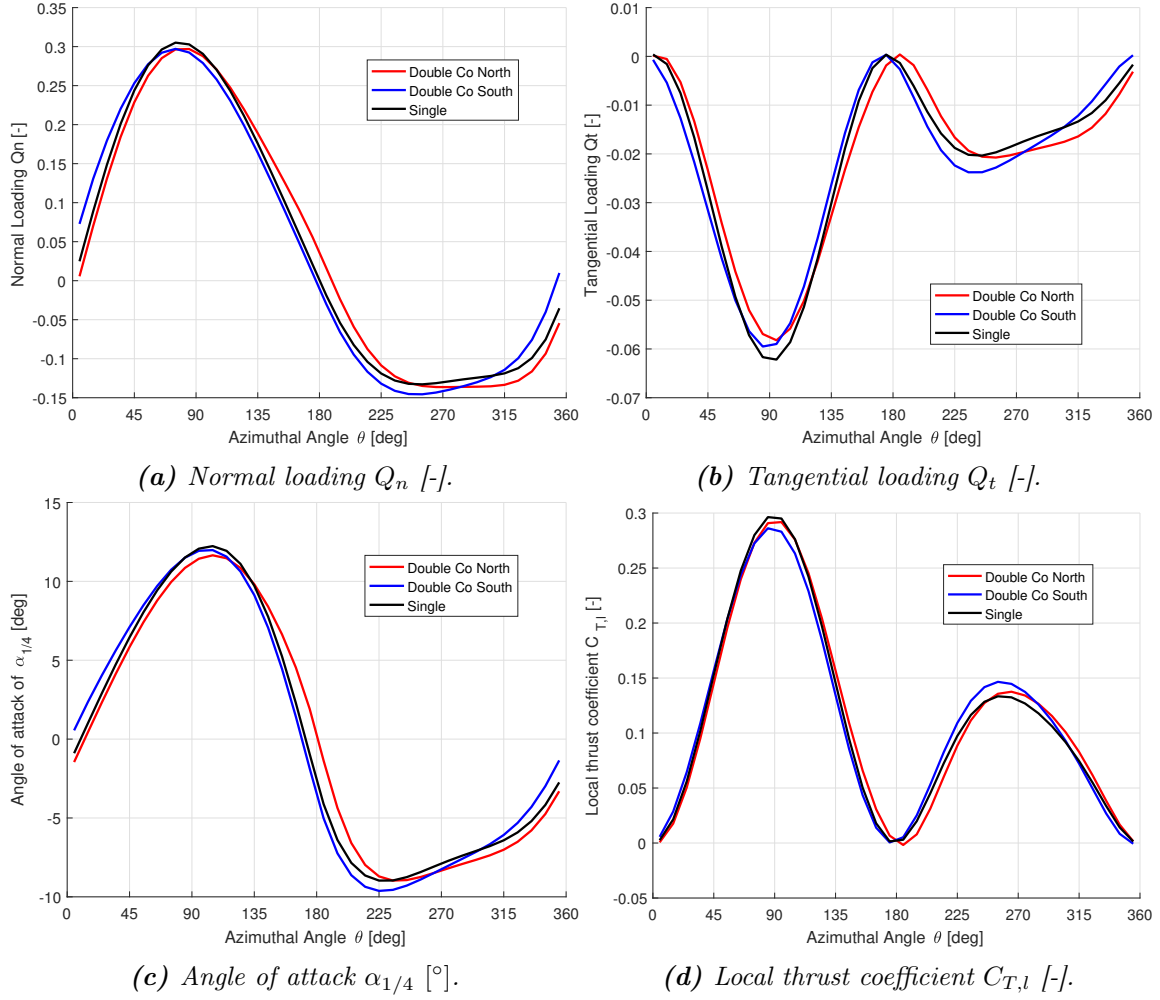 0.35
0.3
0.25
0.2
0.15
0.1
0.05
0
-0.05
-0.1
-0.15
Normal Loading Qn [-]
Double Co North
Double Co South
Single
0 45 90 135 180 225 270 315 360
Azimuthal Angle θ [deg]
(a) Normal loading Qn [-].
0.01
0
-0.01
-0.02
-0.03
-0.04
-0.05
-0.06
-0.07
Tangential Loading Qt [-]
Double Co North
Double Co South
Single
0 45 90 135 180 225 270 315 360
Azimuthal Angle θ [deg]
(b) Tangential loading Qt [-].
15
10
5
0
-5
-10
Angle of attack of α1/4 [deg]
Double Co North
Double Co South
Single
0 45 90 135 180 225 270 315 360
Azimuthal Angle θ [deg]
(c) Angle of attack α1/4 [°].
0.3
0.25
0.2
0.15
0.1
0.05
0
-0.05
Local thrust coefficient C T,l [-]
Double Co North
Double Co South
Single
0 45 90 135 180 225 270 315 360
Azimuthal Angle θ [deg]
(d) Local thrust coefficient CT,l [-].